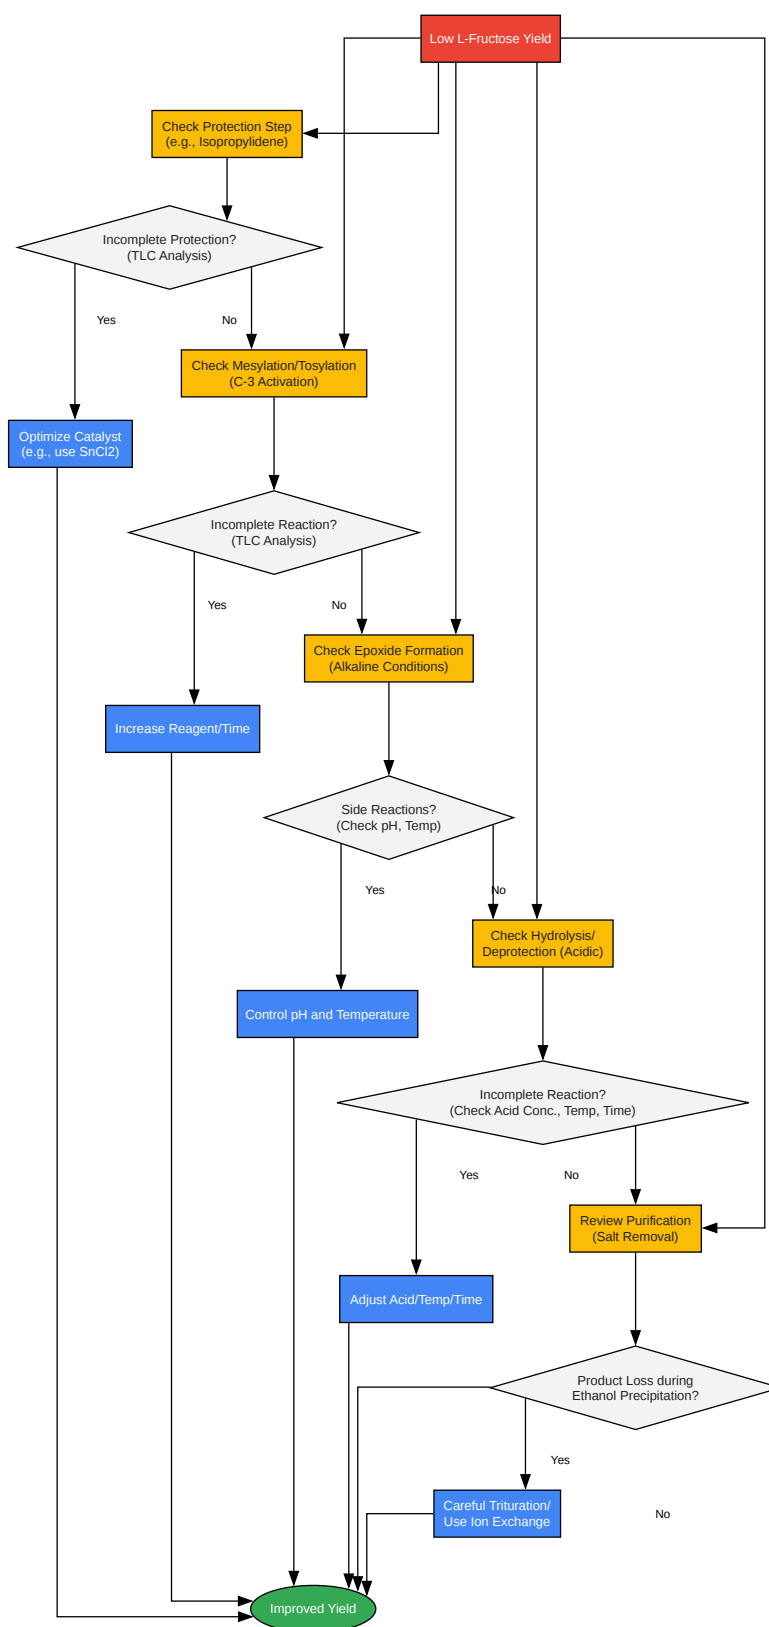 Low L-Fructose Yield
Check Protection Step
(e.g., Isopropylidene)
Incomplete Protection?
(TLC Analysis)
Yes
No
Check Mesylation/Tosylation
(C-3 Activation)
Optimize Catalyst
(e.g., use SnCl2)
Incomplete Reaction?
(TLC Analysis)
Yes
No
Check Epoxide Formation
(Alkaline Conditions)
Increase Reagent/Time
Side Reactions?
(Check pH, Temp)
Yes
No
Check Hydrolysis/
Deprotection (Acidic)
Control pH and Temperature
Incomplete Reaction?
(Check Acid Conc., Temp, Time)
Yes
No
Review Purification
(Salt Removal)
Adjust Acid/Temp/Time
Product Loss during
Ethanol Precipitation?
Yes
Careful Trituration/
Use Ion Exchange
No
Improved Yield